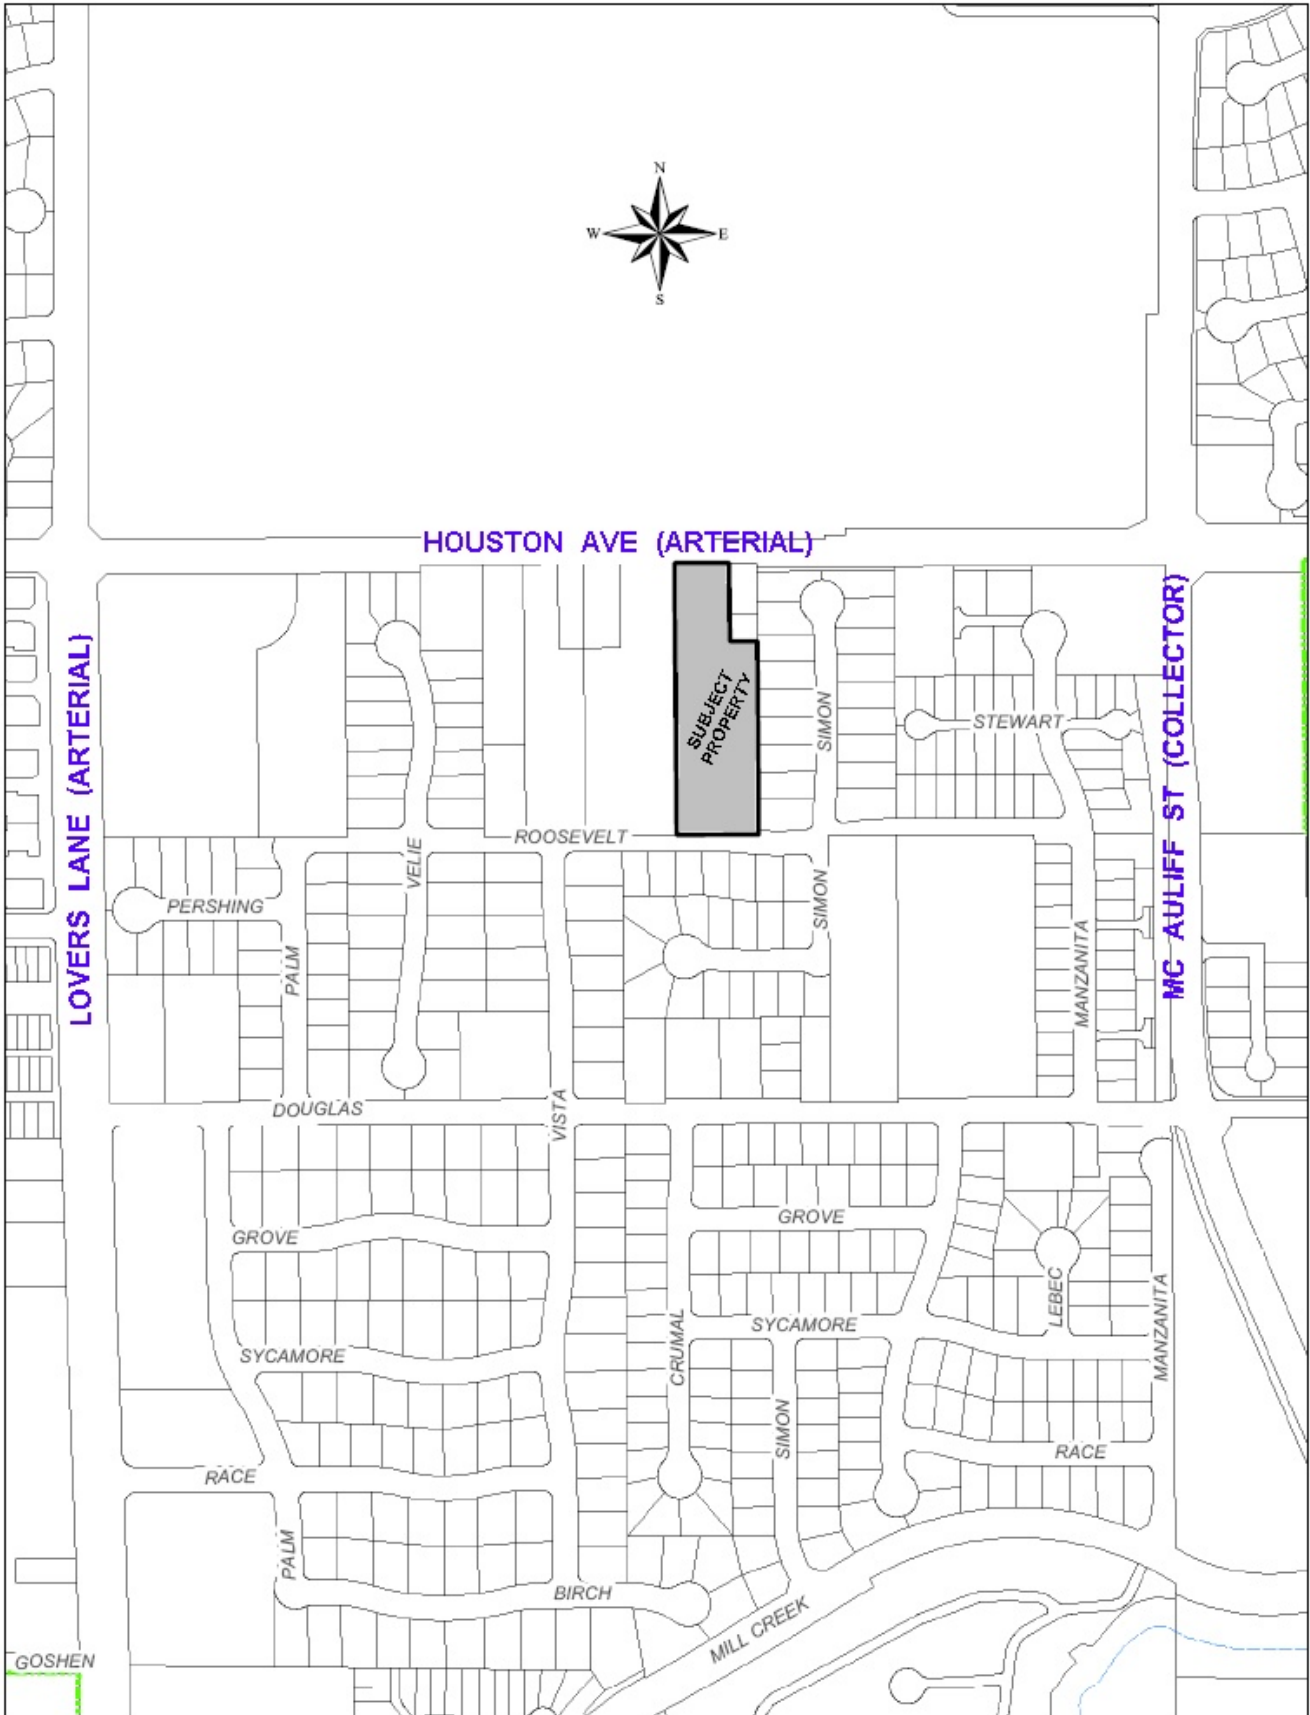 N
W
E
S
HOUSTON AVE (ARTERIAL)
LOVERS LANE (ARTERIAL)
MC AULIFF ST (COLLECTOR)
SUBJECT
PROPERTY
SIMON
STEWART
ROOSEVELT
VELIE
PERSHING
PALM
SIMON
MANZANITA
DOUGLAS
VISTA
GROVE
GROVE
LEBEC
MANZANITA
SYCAMORE
CRUMAL
SYCAMORE
SIMON
RACE
RACE
PALM
BIRCH
MILL CREEK
GOSHEN